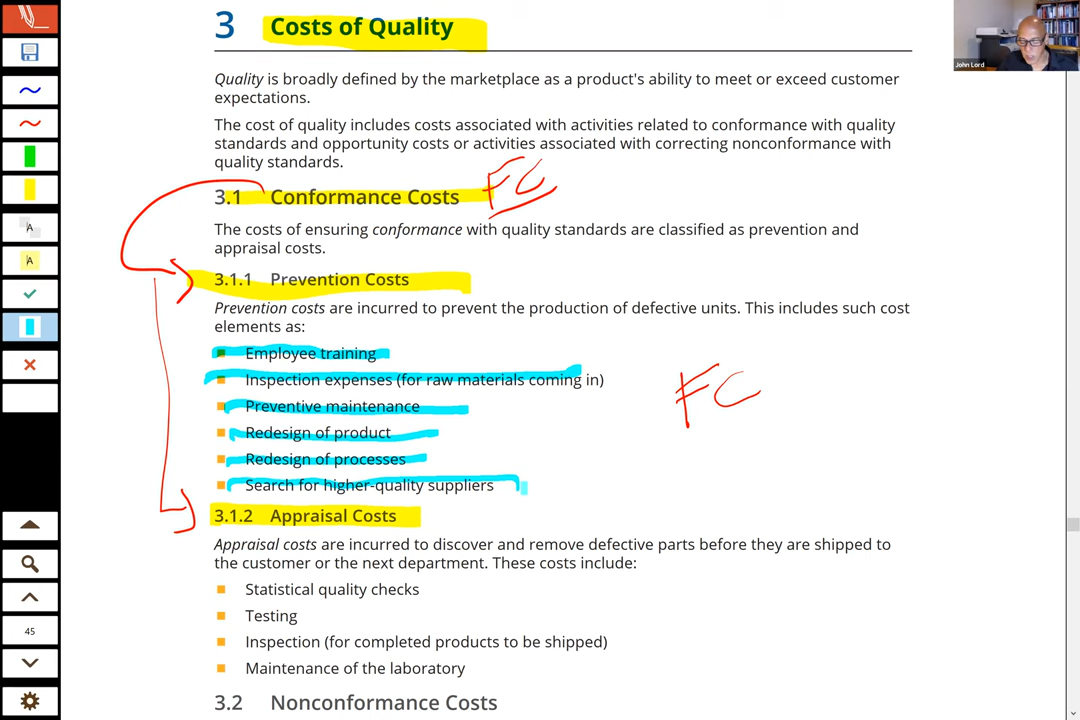 3 Costs of Quality
John Lord
Quality is broadly defined by the marketplace as a product's ability to meet or exceed customer
expectations.
The cost of quality includes costs associated with activities related to conformance with quality
standards and opportunity costs or activities associated with correcting nonconformance with
quality standards.
3.1 Conformance Costs FC
The costs of ensuring conformance with quality standards are classified as prevention and
appraisal costs.
3.1.1 Prevention Costs
Prevention costs are incurred to prevent the production of defective units. This includes such cost
elements as:
Employee training
Inspection expenses (for raw materials coming in)
FC
Preventive maintenance
Redesign of product
Redesign of processes
Search for higher-quality suppliers
3.1.2 Appraisal Costs
Appraisal costs are incurred to discover and remove defective parts before they are shipped to
the customer or the next department. These costs include:
Statistical quality checks
Testing
Inspection (for completed products to be shipped)
Maintenance of the laboratory
3.2 Nonconformance Costs
A
A
45